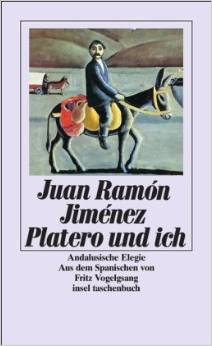 Juan Ramón
Jiménez
Platero und ich
Andalusische Elegie
Aus dem Spanischen von
Fritz Vogelgsang
insel taschenbuch